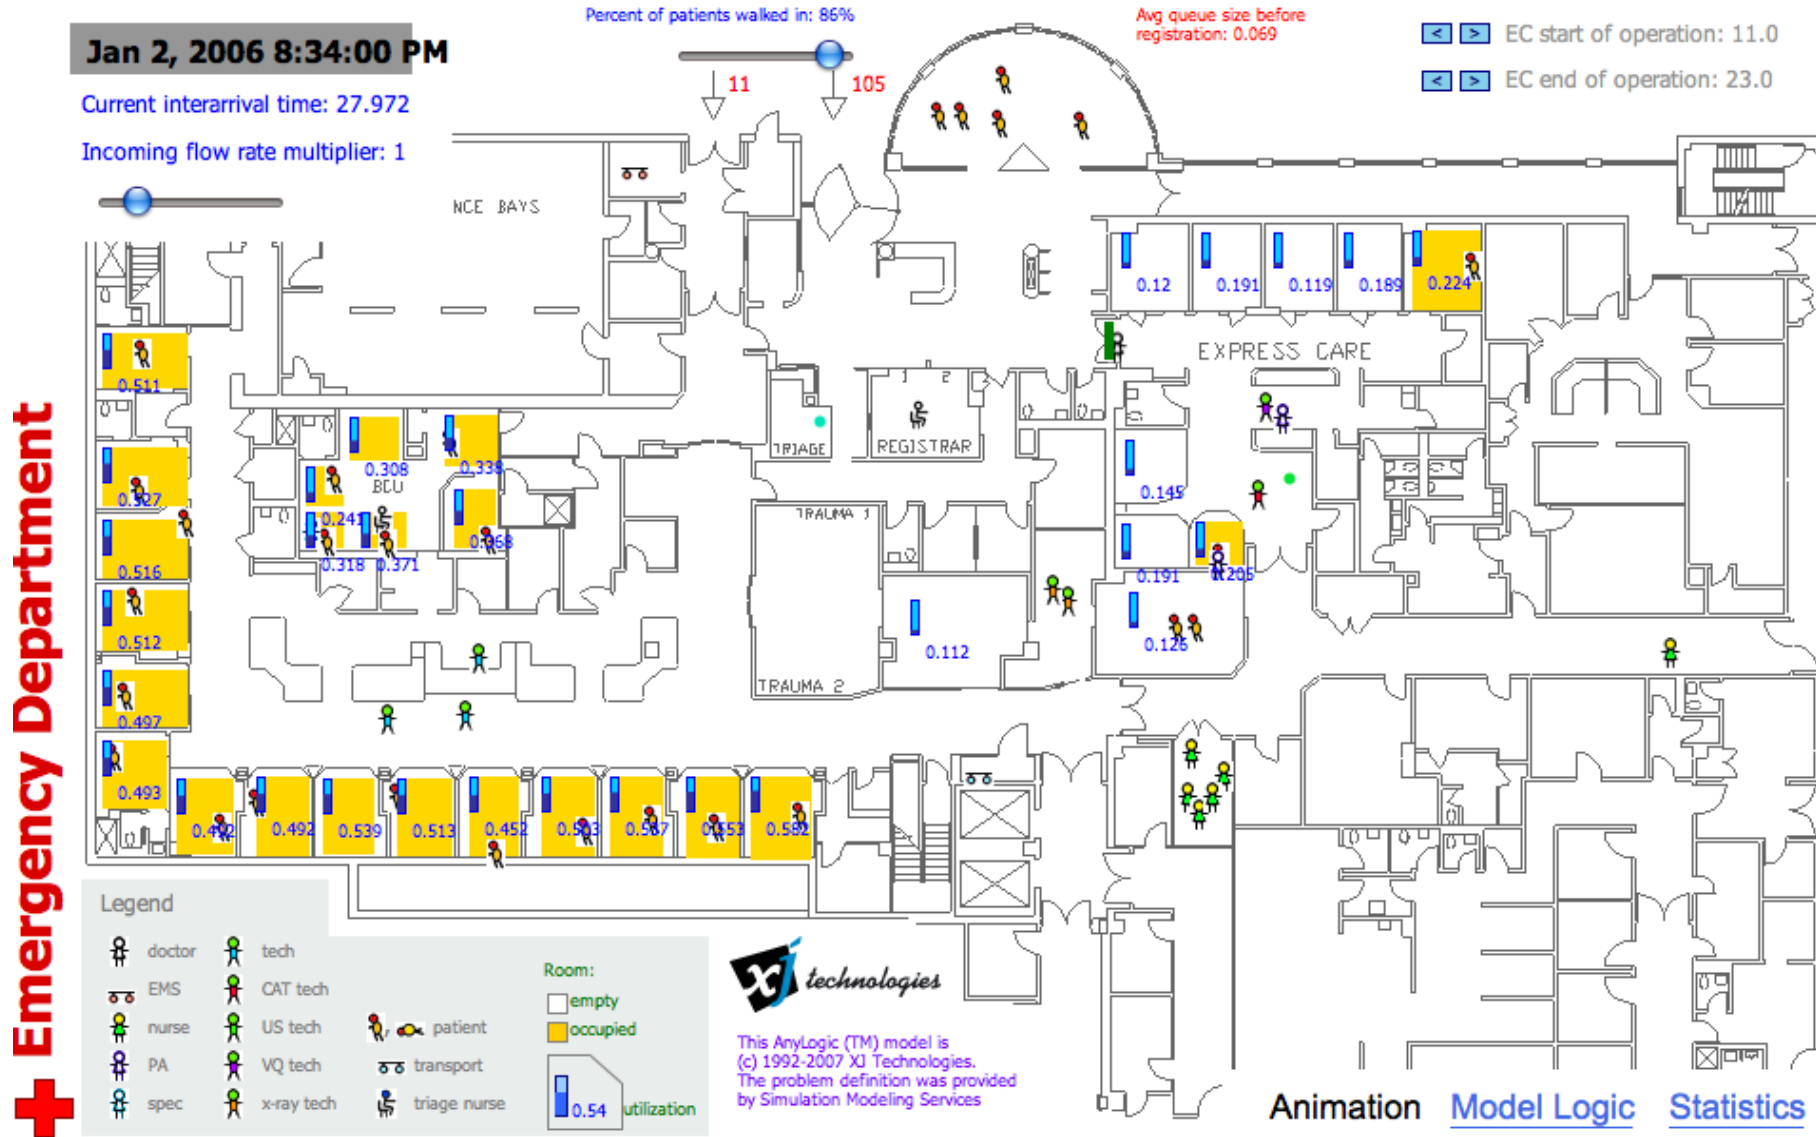 Percent of patients walked in: 86%
Avg queue size before
registration: 0.069
< > EC start of operation: 11.0
Jan 2, 2006 8:34:00 PM
< > EC end of operation: 23.0
11
105
Current interarrival time: 27.972
Incoming flow rate multiplier: 1
NCE BAYS
0.12
0.191
0.119
0.189
0.224
EXPRESS CARE
0.511
1 2
TRIAGE
REGISTRAR
0.308
0.338
BCU
0.327
0.241
0.145
TRAUMA 1
0.318
0.371
0.516
0.191
0.205
0.512
0.112
0.126
TRAUMA 2
0.497
0.493
0.492
0.539
0.513
0.452
0.553
0.582
Emergency Department
Legend
doctor
EMS
nurse
PA
spec
tech
CAT tech
US tech
VQ tech
x-ray tech
, patient
transport
triage nurse
Room:
empty
occupied
0.54
utilization
xj technologies
This AnyLogic (TM) model is
(c) 1992-2007 XJ Technologies.
The problem definition was provided
by Simulation Modeling Services
Animation Model Logic Statistics